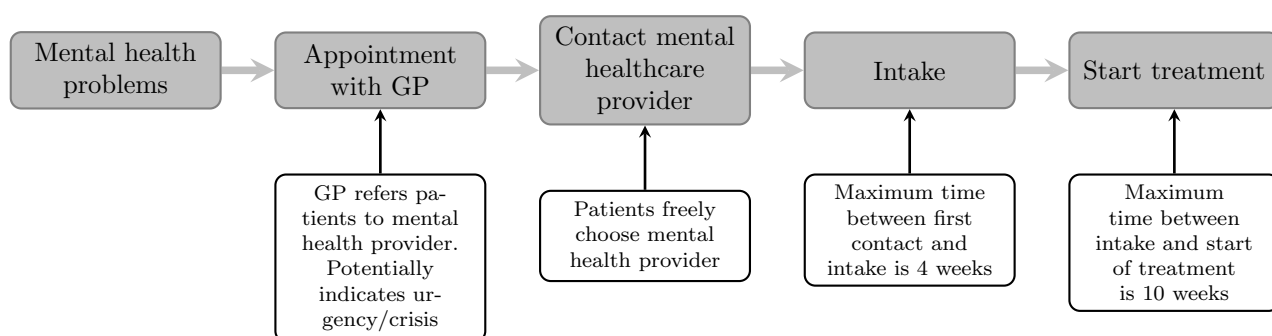 Mental health
problems
Appointment
with GP
Contact mental
healthcare
provider
Intake
Start treatment
GP refers pa-
tients to mental
health provider.
Potentially
indicates ur-
gency/crisis
Patients freely
choose mental
health provider
Maximum time
between first
contact and
intake is 4 weeks
Maximum
time between
intake and start
of treatment
is 10 weeks